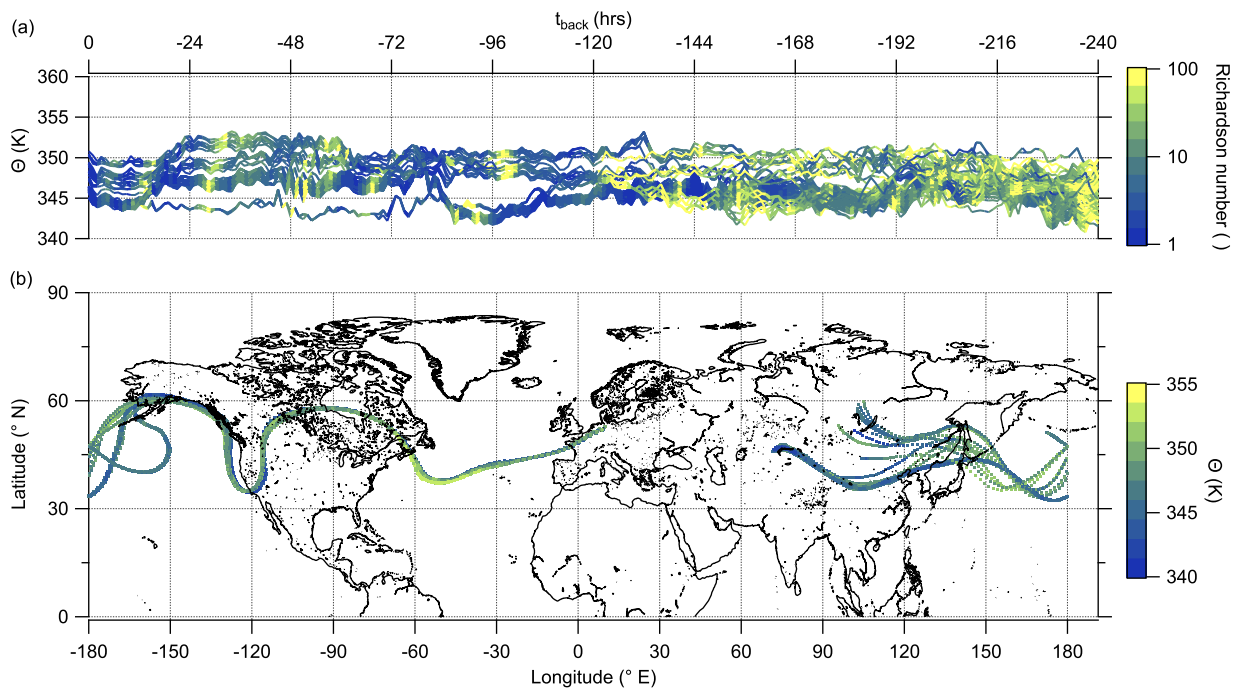 (a)
t_back (hrs)
0 -24 -48 -72 -96 -120 -144 -168 -192 -216 -240
360
355
350
345
340
Θ (K)
100
10
1
Richardson number ( )
(b)
90
60
30
0
Latitude (° N)
-180 -150 -120 -90 -60 -30 0 30 60 90 120 150 180
Longitude (° E)
355
350
345
340
Θ (K)